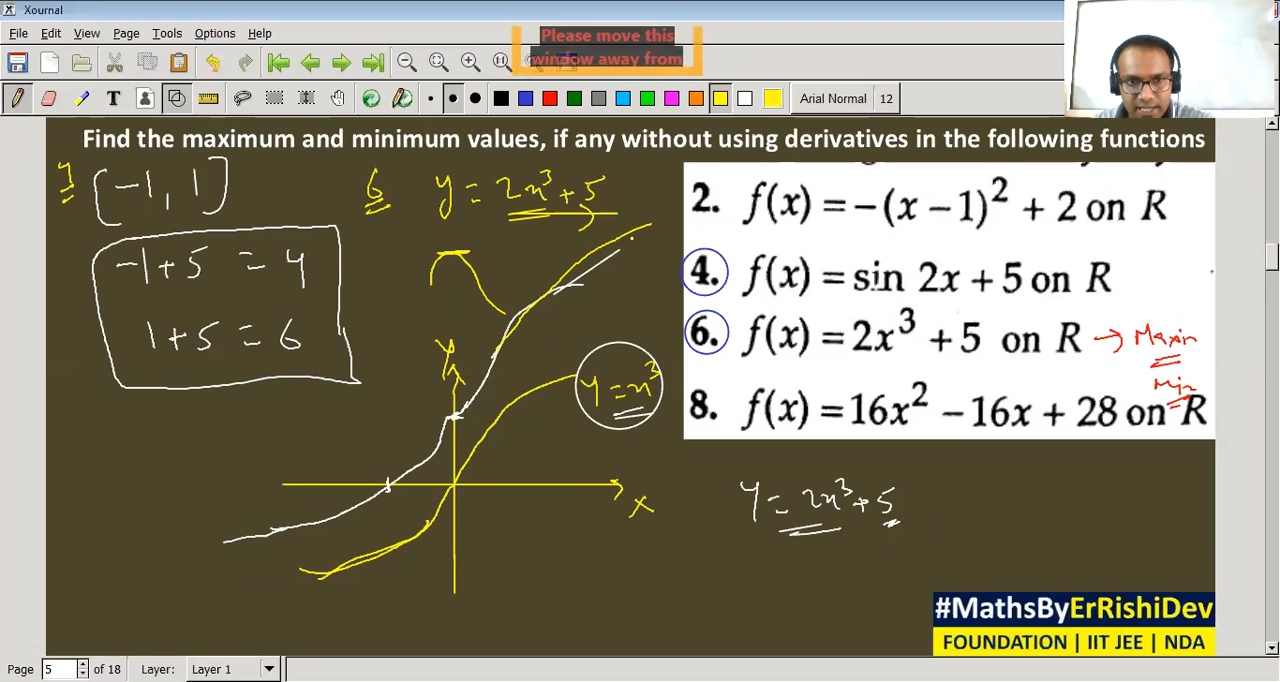 Xournal
File Edit View Page Tools Options Help
Please move this
window away from
Arial Normal 12
Find the maximum and minimum values, if any without using derivatives in the following functions
[-1, 1]
-1+5 = 4
1+5 = 6
6 y = 2x³+5
Y
y = x³
X
2. f(x) = -(x - 1)² + 2 on R
4. f(x) = sin 2x + 5 on R
6. f(x) = 2x³ + 5 on R → Maxin
Min
8. f(x) = 16x² - 16x + 28 on R
y = 2x³+5
#MathsByErRishiDev
FOUNDATION | IIT JEE | NDA
Page 5 of 18 Layer: Layer 1